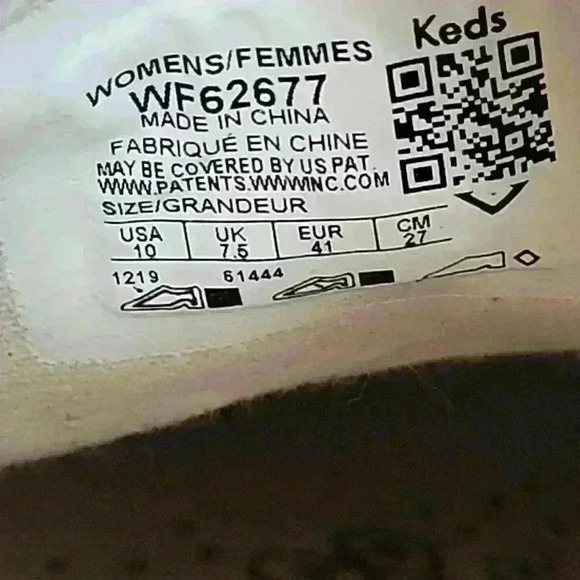 Keds
WOMENS/FEMMES
WF62677
MADE IN CHINA
FABRIQUÉ EN CHINE
MAY BE COVERED BY US PAT.
WWW.PATENTS.WWWINC.COM
SIZE/GRANDEUR
USA UK EUR CM
10 7.5 41 27
1219 61444